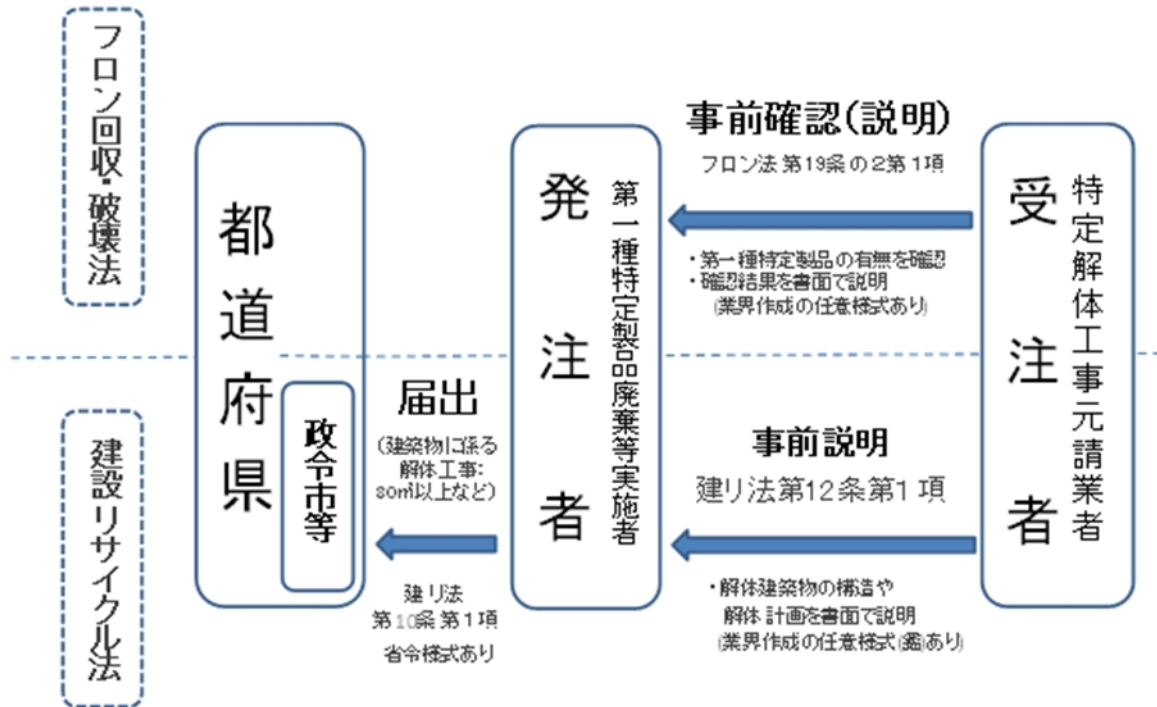 フロン回収・破壊法
建設リサイクル法
都道府県
政令市等
届出
(建築物に係る
解体工事:
80㎡以上など)
建リ法
第10条第1項
省令様式あり
発注者
第一種特定製品廃棄等実施者
事前確認(説明)
フロン法第19条の2第1項
・第一種特定製品の有無を確認
・確認結果を書面で説明
(業界作成の任意様式あり)
事前説明
建リ法第12条第1項
・解体建築物の構造や
解体計画を書面で説明
(業界作成の任意様式(鑑)あり)
受注者
特定解体工事元請業者